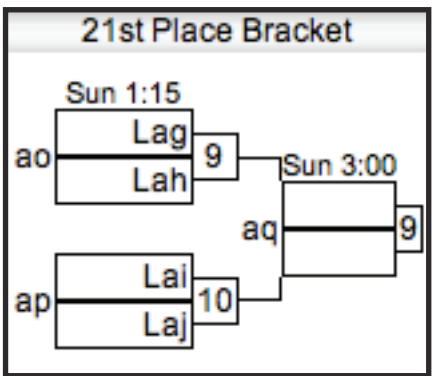 21st Place Bracket
Sun 1:15
ao
Lag
9
Lah
Sun 3:00
aq
9
ap
Lai
10
Laj